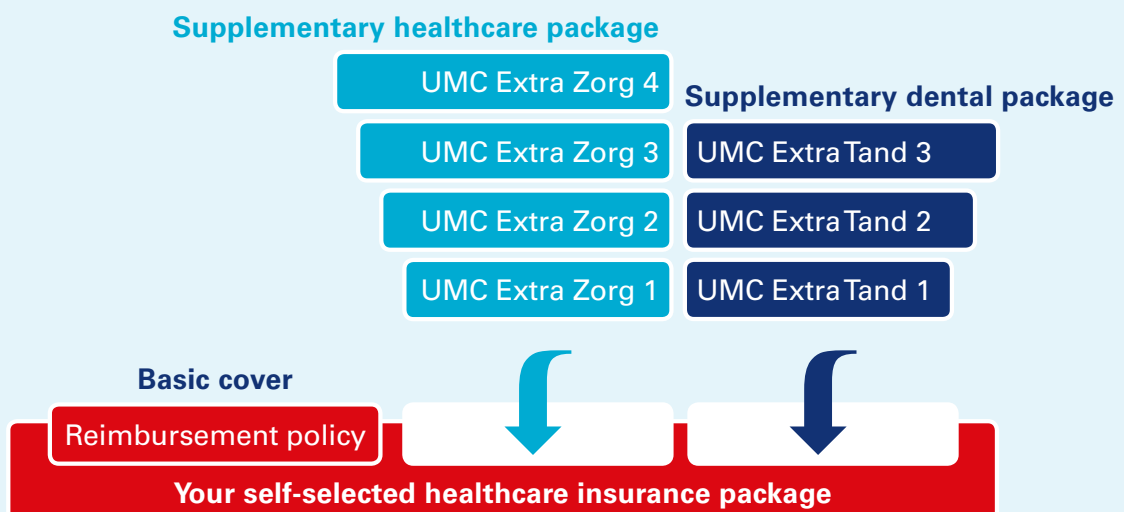 Supplementary healthcare package
UMC Extra Zorg 4
Supplementary dental package
UMC Extra Zorg 3
UMC Extra Tand 3
UMC Extra Zorg 2
UMC Extra Tand 2
UMC Extra Zorg 1
UMC Extra Tand 1
Basic cover
Reimbursement policy
Your self-selected healthcare insurance package